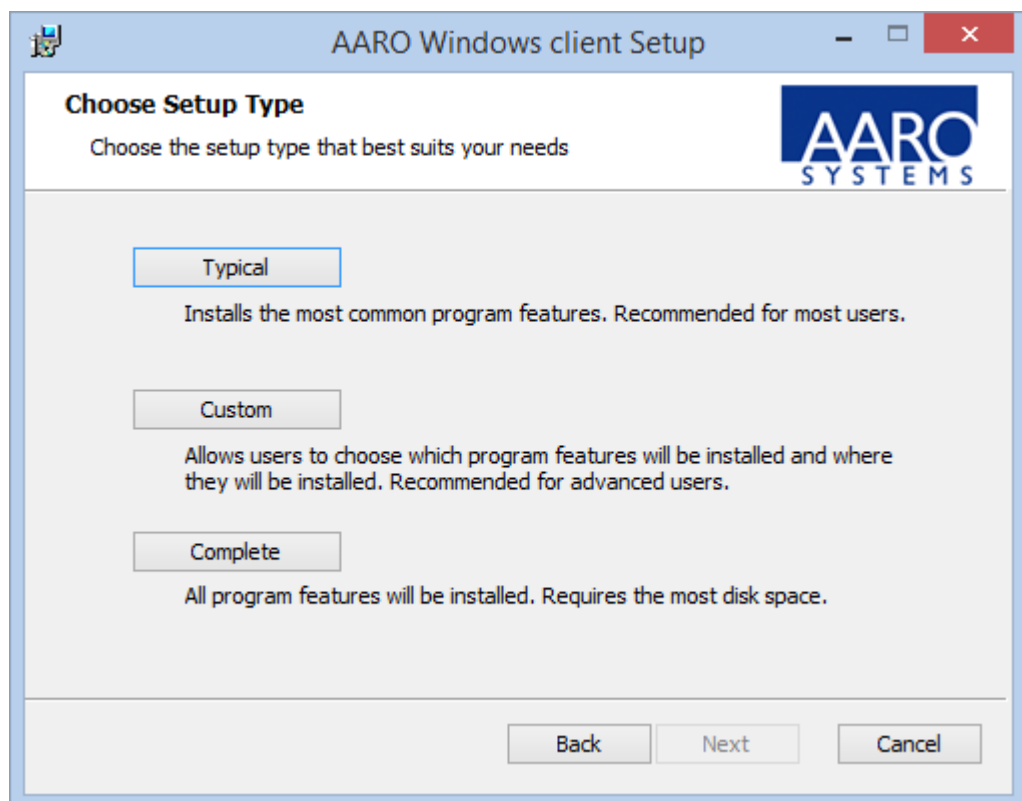 AARO Windows client Setup
Choose Setup Type
Choose the setup type that best suits your needs
AARO
SYSTEMS
Typical
Installs the most common program features. Recommended for most users.
Custom
Allows users to choose which program features will be installed and where
they will be installed. Recommended for advanced users.
Complete
All program features will be installed. Requires the most disk space.
Back
Next
Cancel